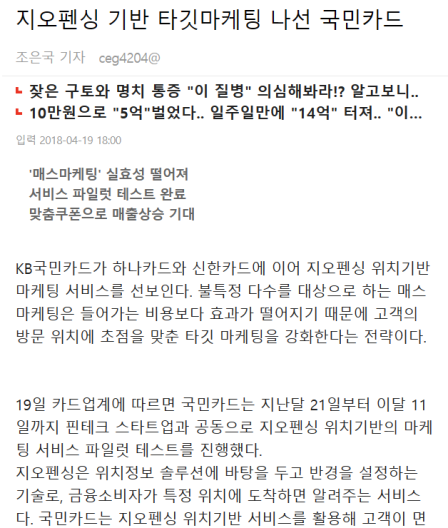 지오펜싱 기반 타깃마케팅 나선 국민카드
조은국 기자 ceg4204@
잦은 구토와 명치 통증 "이 질병" 의심해봐라!? 알고보니..
10만원으로 "5억"벌었다.. 일주일만에 "14억" 터져.. "이...
입력 2018-04-19 18:00
'매스마케팅' 실효성 떨어져
서비스 파일럿 테스트 완료
맞춤쿠폰으로 매출상승 기대
KB국민카드가 하나카드와 신한카드에 이어 지오펜싱 위치기반
마케팅 서비스를 선보인다. 불특정 다수를 대상으로 하는 매스
마케팅은 들어가는 비용보다 효과가 떨어지기 때문에 고객의
방문 위치에 초점을 맞춘 타깃 마케팅을 강화한다는 전략이다.
19일 카드업계에 따르면 국민카드는 지난달 21일부터 이달 11
일까지 핀테크 스타트업과 공동으로 지오펜싱 위치기반의 마케
팅 서비스 파일럿 테스트를 진행했다.
지오펜싱은 위치정보 솔루션에 바탕을 두고 반경을 설정하는
기술로, 금융소비자가 특정 위치에 도착하면 알려주는 서비스
다. 국민카드는 지오펜싱 위치기반 서비스를 활용해 고객이 면